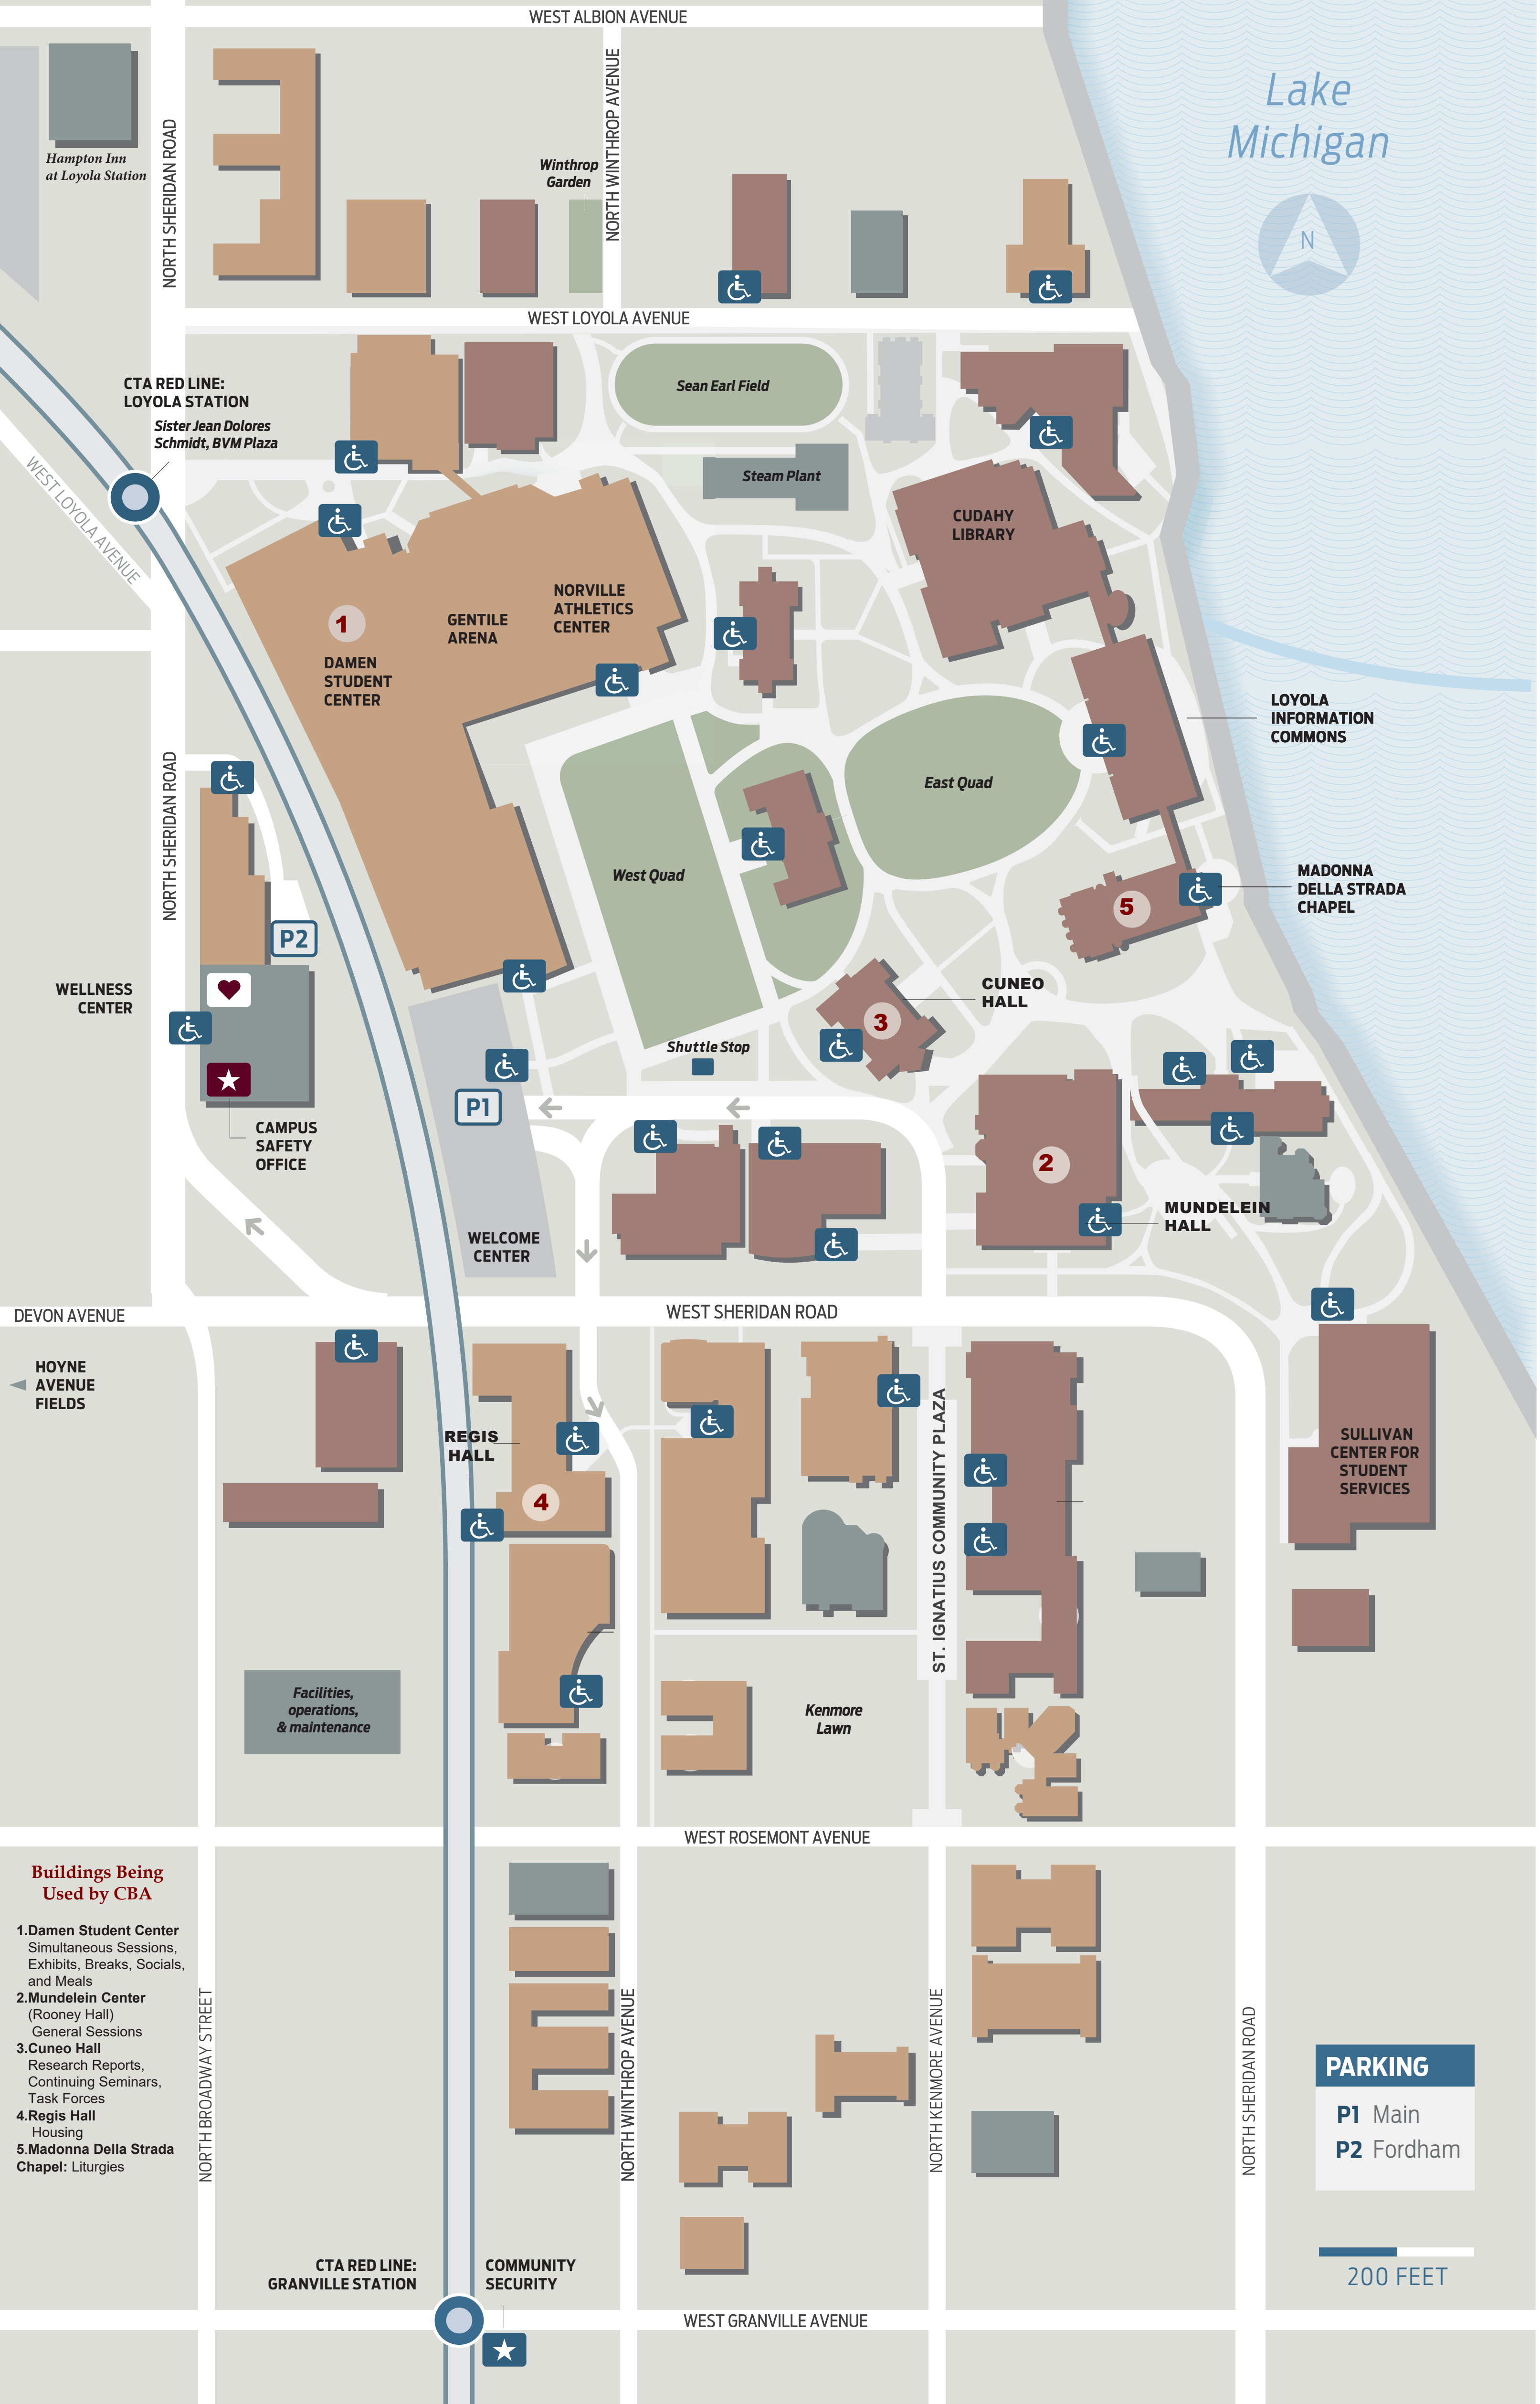 WEST ALBION AVENUE
Lake
Michigan
N
NORTH SHERIDAN ROAD
NORTH WINTHROP AVENUE
Hampton Inn
at Loyola Station
Winthrop
Garden
WEST LOYOLA AVENUE
CTA RED LINE:
LOYOLA STATION
Sister Jean Dolores
Schmidt, BVM Plaza
WEST LOYOLA AVENUE
Sean Earl Field
Steam Plant
CUDAHY
LIBRARY
1
DAMEN
STUDENT
CENTER
GENTILE
ARENA
NORVILLE
ATHLETICS
CENTER
LOYOLA
INFORMATION
COMMONS
East Quad
West Quad
NORTH SHERIDAN ROAD
MADONNA
DELLA STRADA
CHAPEL
5
P2
WELLNESS
CENTER
CUNEO
HALL
3
Shuttle Stop
P1
CAMPUS
SAFETY
OFFICE
2
MUNDELEIN
HALL
WELCOME
CENTER
DEVON AVENUE
WEST SHERIDAN ROAD
HOYNE
AVENUE
FIELDS
REGIS
HALL
4
ST. IGNATIUS COMMUNITY PLAZA
SULLIVAN
CENTER FOR
STUDENT
SERVICES
Facilities,
operations,
& maintenance
Kenmore
Lawn
WEST ROSEMONT AVENUE
Buildings Being
Used by CBA
1.Damen Student Center
Simultaneous Sessions,
Exhibits, Breaks, Socials,
and Meals
2.Mundelein Center
(Rooney Hall)
General Sessions
3.Cuneo Hall
Research Reports,
Continuing Seminars,
Task Forces
4.Regis Hall
Housing
5.Madonna Della Strada
Chapel: Liturgies
NORTH BROADWAY STREET
NORTH WINTHROP AVENUE
NORTH KENMORE AVENUE
NORTH SHERIDAN ROAD
PARKING
P1 Main
P2 Fordham
200 FEET
CTA RED LINE:
GRANVILLE STATION
COMMUNITY
SECURITY
WEST GRANVILLE AVENUE